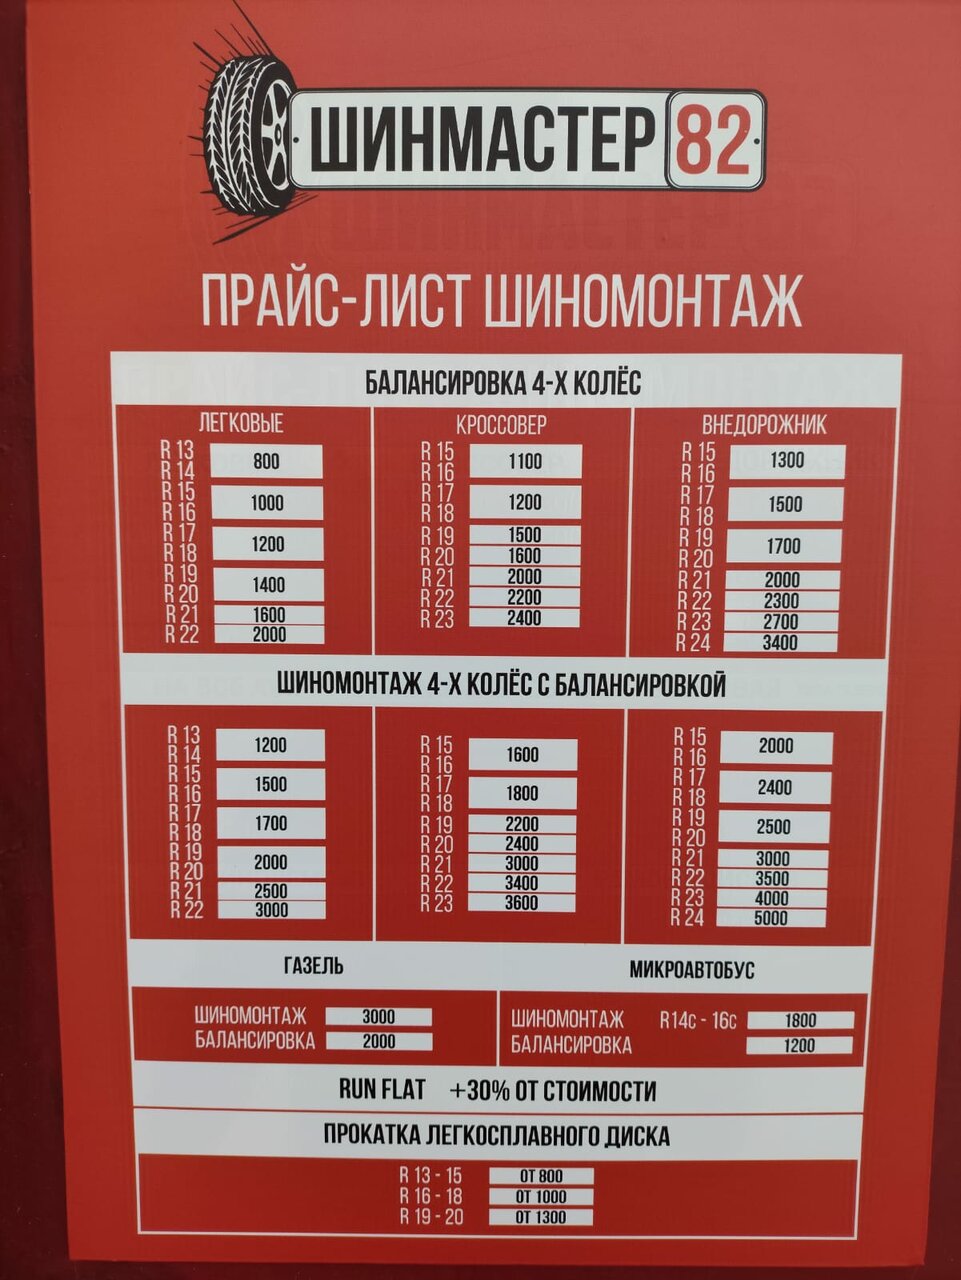 ШИНМАСТЕР 82
ПРАЙС-ЛИСТ ШИНОМОНТАЖ
БАЛАНСИРОВКА 4-Х КОЛЁС
ЛЕГКОВЫЕ
R 13
R 14 800
R 15
R 16 1000
R 17
R 18 1200
R 19
R 20 1400
R 21 1600
R 22 2000
КРОССОВЕР
R 15
R 16 1100
R 17
R 18 1200
R 19 1500
R 20 1600
R 21 2000
R 22 2200
R 23 2400
ВНЕДОРОЖНИК
R 15
R 16 1300
R 17
R 18 1500
R 19
R 20 1700
R 21 2000
R 22 2300
R 23 2700
R 24 3400
ШИНОМОНТАЖ 4-Х КОЛЁС С БАЛАНСИРОВКОЙ
R 13
R 14 1200
R 15
R 16 1500
R 17
R 18 1700
R 19
R 20 2000
R 21 2500
R 22 3000
R 15
R 16 1600
R 17
R 18 1800
R 19 2200
R 20 2400
R 21 3000
R 22 3400
R 23 3600
R 15
R 16 2000
R 17
R 18 2400
R 19
R 20 2500
R 21 3000
R 22 3500
R 23 4000
R 24 5000
ГАЗЕЛЬ
ШИНОМОНТАЖ 3000
БАЛАНСИРОВКА 2000
МИКРОАВТОБУС
ШИНОМОНТАЖ R14с - 16с 1800
БАЛАНСИРОВКА 1200
RUN FLAT +30% ОТ СТОИМОСТИ
ПРОКАТКА ЛЕГКОСПЛАВНОГО ДИСКА
R 13 - 15 ОТ 800
R 16 - 18 ОТ 1000
R 19 - 20 ОТ 1300